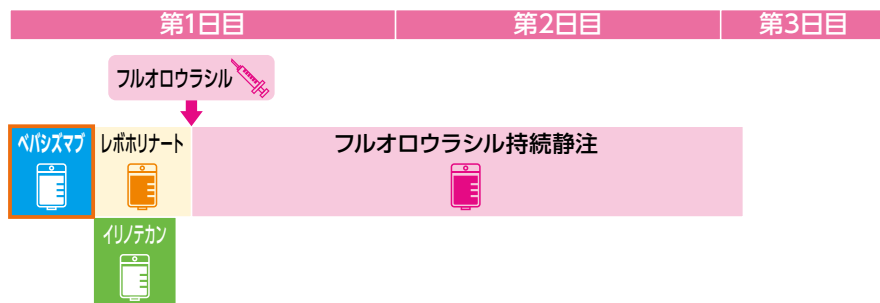 第1日目
第2日目
第3日目
フルオロウラシル
ベバシズマブ
レボホリナート
フルオロウラシル持続静注
イリノテカン